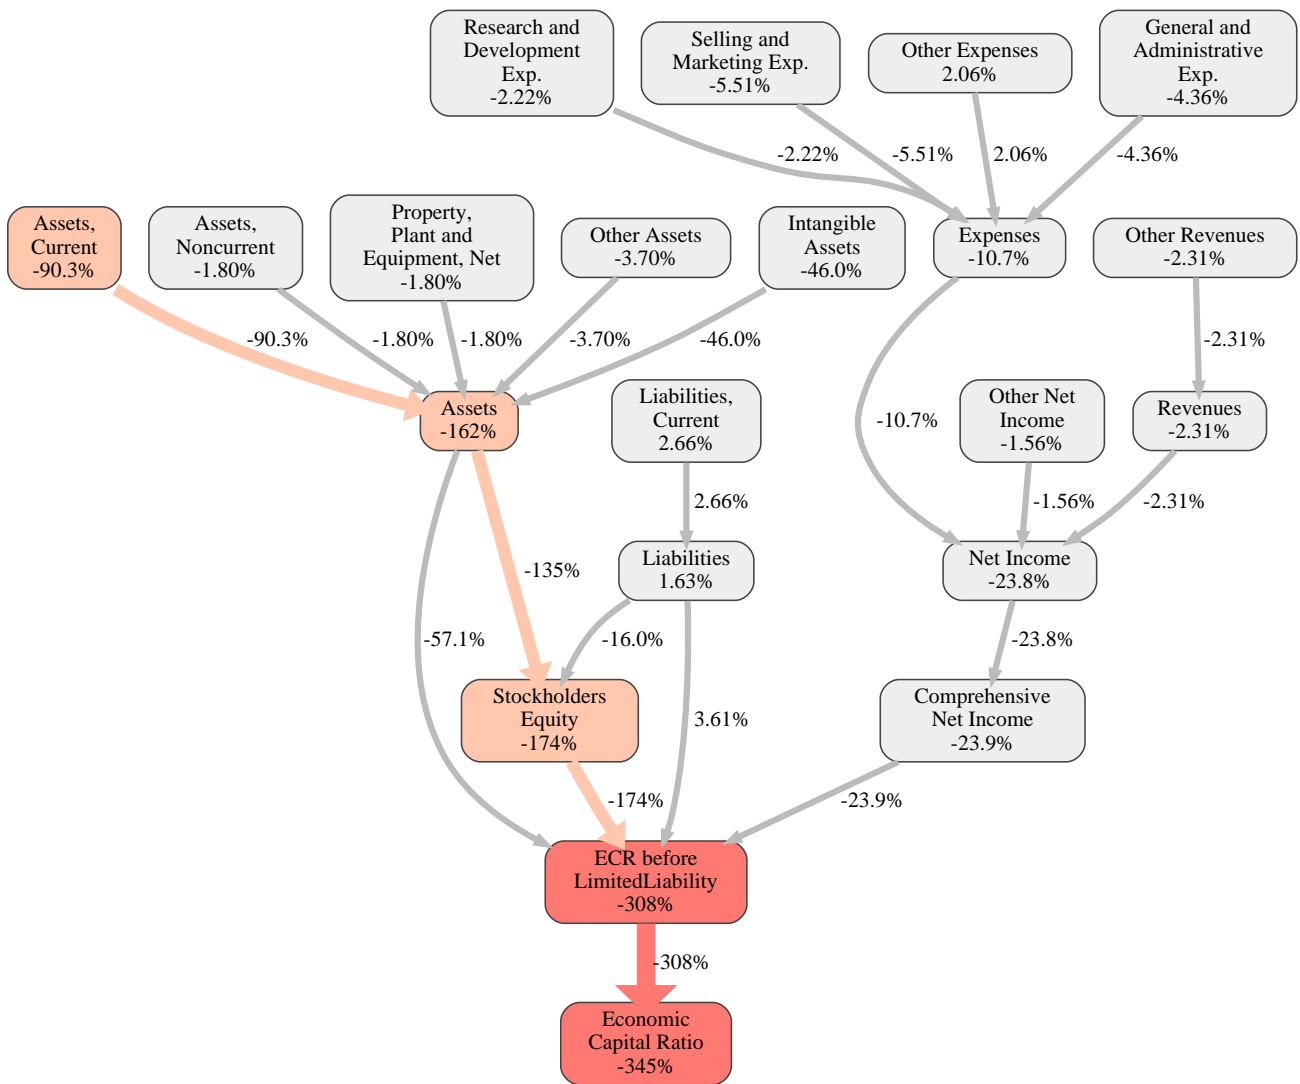 Research and
Development
Exp.
-2.22%
Selling and
Marketing Exp.
-5.51%
Other Expenses
2.06%
General and
Administrative
Exp.
-4.36%
-2.22%
-5.51%
2.06%
-4.36%
Assets,
Current
-90.3%
Assets,
Noncurrent
-1.80%
Property,
Plant and
Equipment, Net
-1.80%
Other Assets
-3.70%
Intangible
Assets
-46.0%
Expenses
-10.7%
Other Revenues
-2.31%
-90.3%
-1.80%
-1.80%
-3.70%
-46.0%
-2.31%
Assets
-162%
Liabilities,
Current
2.66%
-10.7%
Other Net
Income
-1.56%
Revenues
-2.31%
2.66%
-1.56%
-2.31%
-135%
Liabilities
1.63%
Net Income
-23.8%
-57.1%
-16.0%
-23.8%
Stockholders
Equity
-174%
3.61%
Comprehensive
Net Income
-23.9%
-174%
-23.9%
ECR before
LimitedLiability
-308%
-308%
Economic
Capital Ratio
-345%